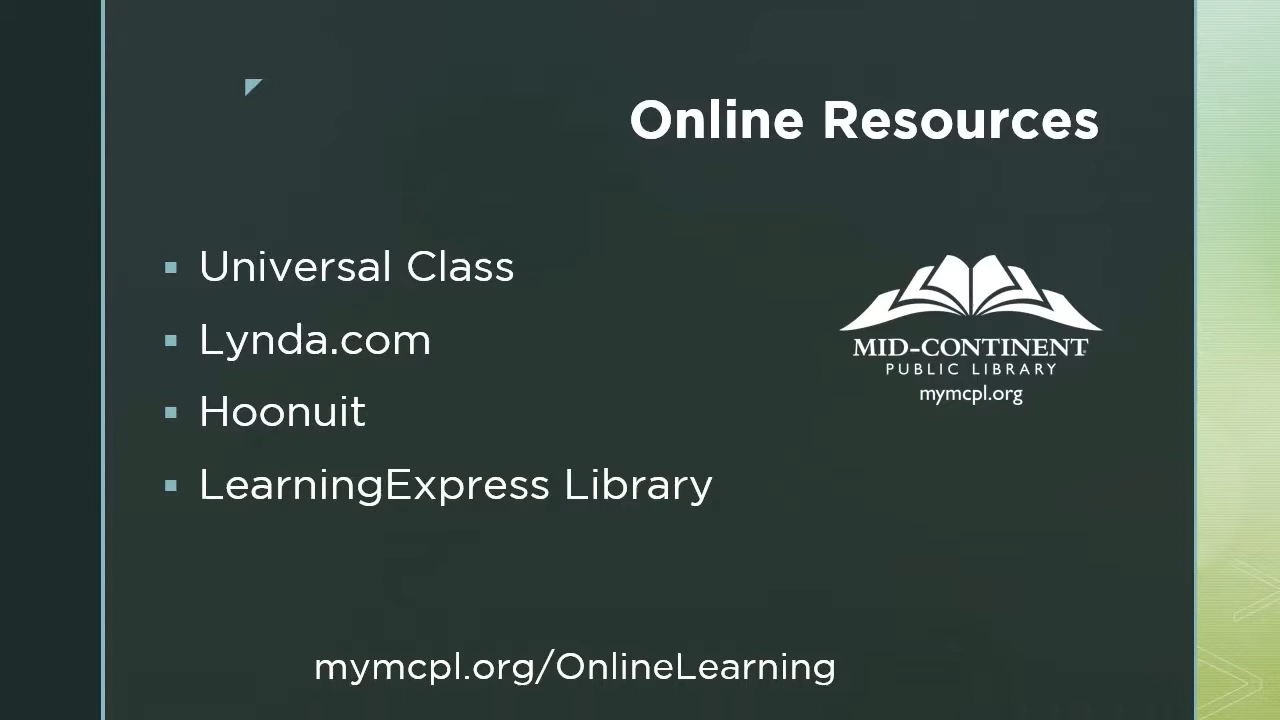 Online Resources
Universal Class
Lynda.com
Hoonuit
LearningExpress Library
MID-CONTINENT
PUBLIC LIBRARY
mymcpl.org
mymcpl.org/OnlineLearning